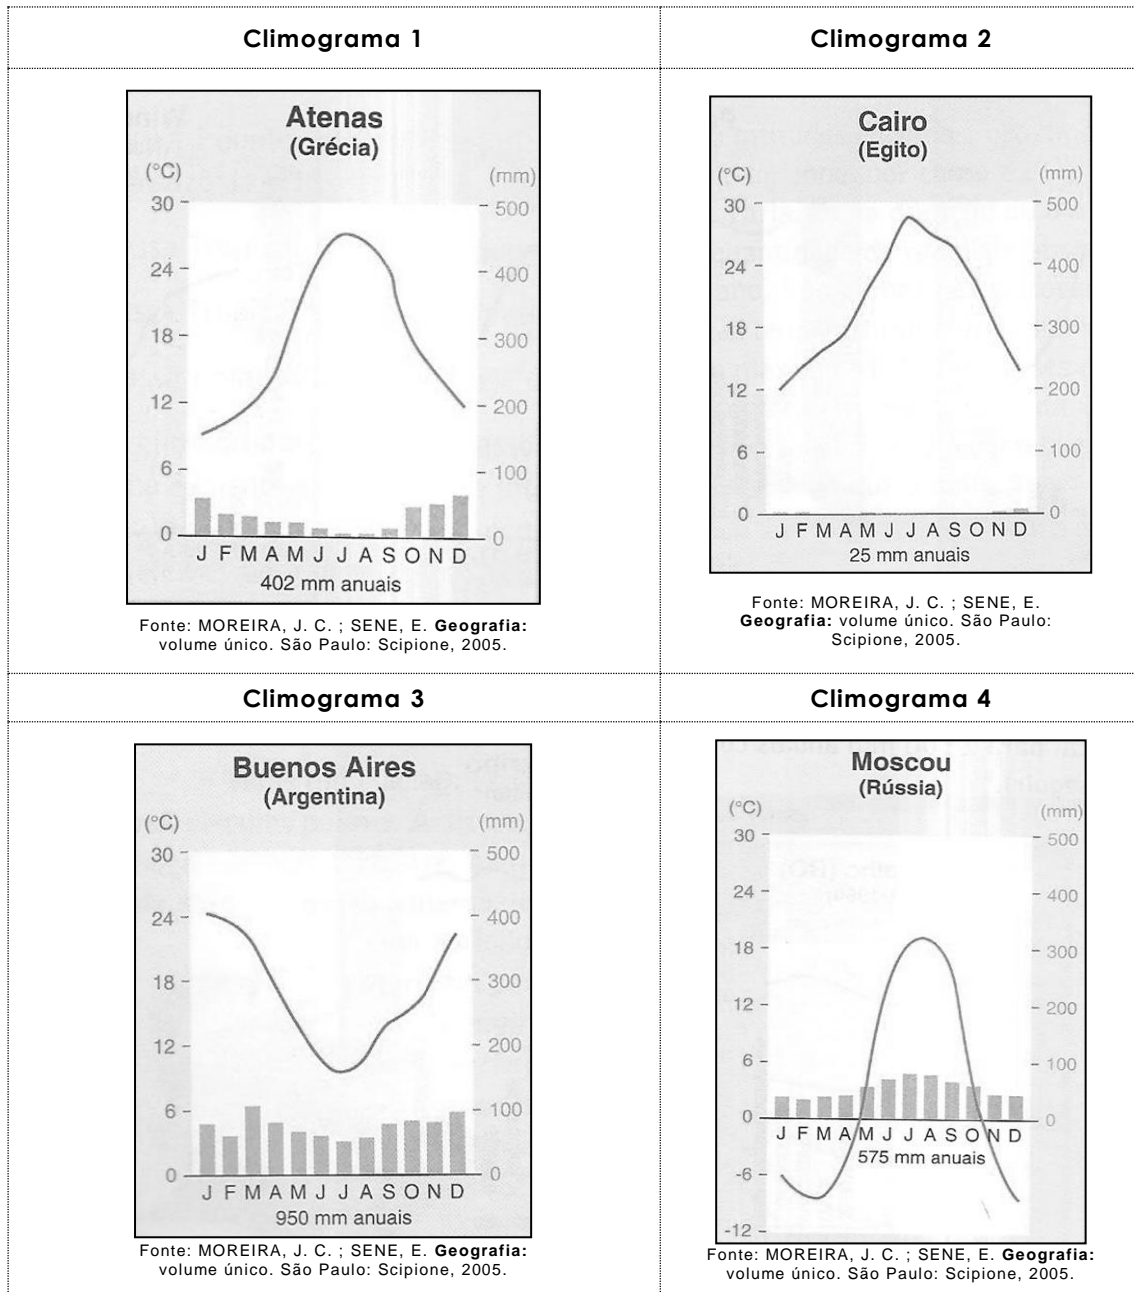 Climograma 1
Climograma 2
Atenas
(Grécia)
(°C)
(mm)
30
24
18
12
6
0
500
400
300
200
100
0
J F M A M J J A S O N D
402 mm anuais
Fonte: MOREIRA, J. C. ; SENE, E. Geografia:
volume único. São Paulo: Scipione, 2005.
Cairo
(Egito)
(°C)
(mm)
30
24
18
12
6
0
500
400
300
200
100
0
J F M A M J J A S O N D
25 mm anuais
Fonte: MOREIRA, J. C. ; SENE, E.
Geografia: volume único. São Paulo:
Scipione, 2005.
Climograma 3
Climograma 4
Buenos Aires
(Argentina)
(°C)
(mm)
30
24
18
12
6
0
500
400
300
200
100
0
J F M A M J J A S O N D
950 mm anuais
Fonte: MOREIRA, J. C. ; SENE, E. Geografia:
volume único. São Paulo: Scipione, 2005.
Moscou
(Rússia)
(°C)
(mm)
30
24
18
12
6
0
-6
-12
500
400
300
200
100
0
J F M A M J J A S O N D
575 mm anuais
Fonte: MOREIRA, J. C. ; SENE, E. Geografia:
volume único. São Paulo: Scipione, 2005.